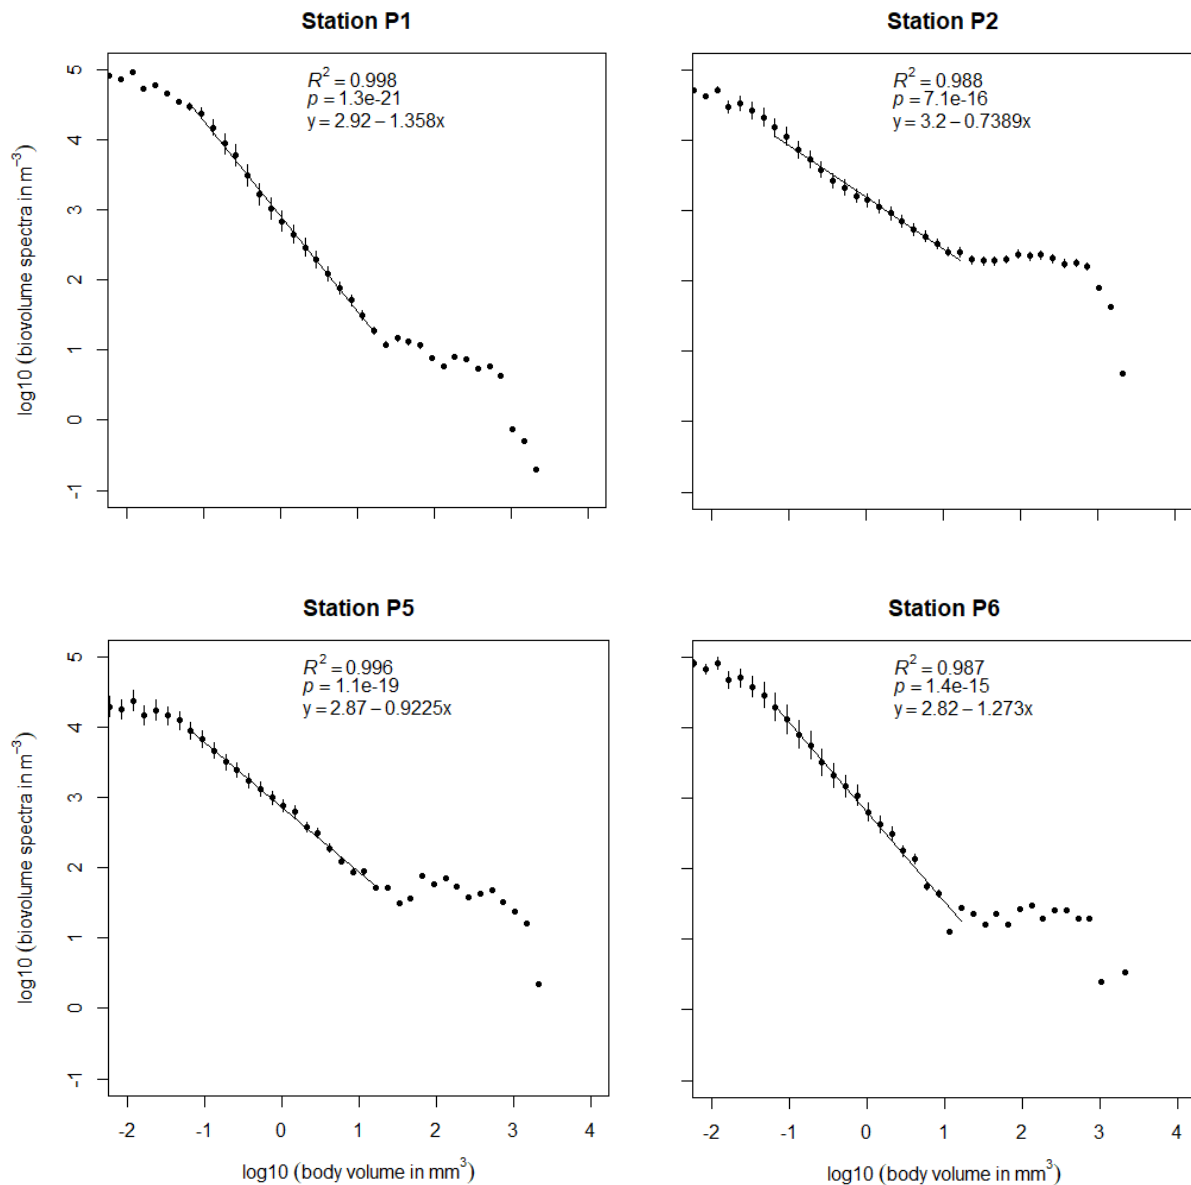 Station P1
R² = 0.998
p = 1.3e-21
y = 2.92 − 1.358x
5
4
3
2
1
0
-1
log10 (biovolume spectra in m⁻³)
Station P2
R² = 0.988
p = 7.1e-16
y = 3.2 − 0.7389x
Station P5
R² = 0.996
p = 1.1e-19
y = 2.87 − 0.9225x
5
4
3
2
1
0
-1
log10 (biovolume spectra in m⁻³)
-2 -1 0 1 2 3 4
log10 (body volume in mm³)
Station P6
R² = 0.987
p = 1.4e-15
y = 2.82 − 1.273x
-2 -1 0 1 2 3 4
log10 (body volume in mm³)